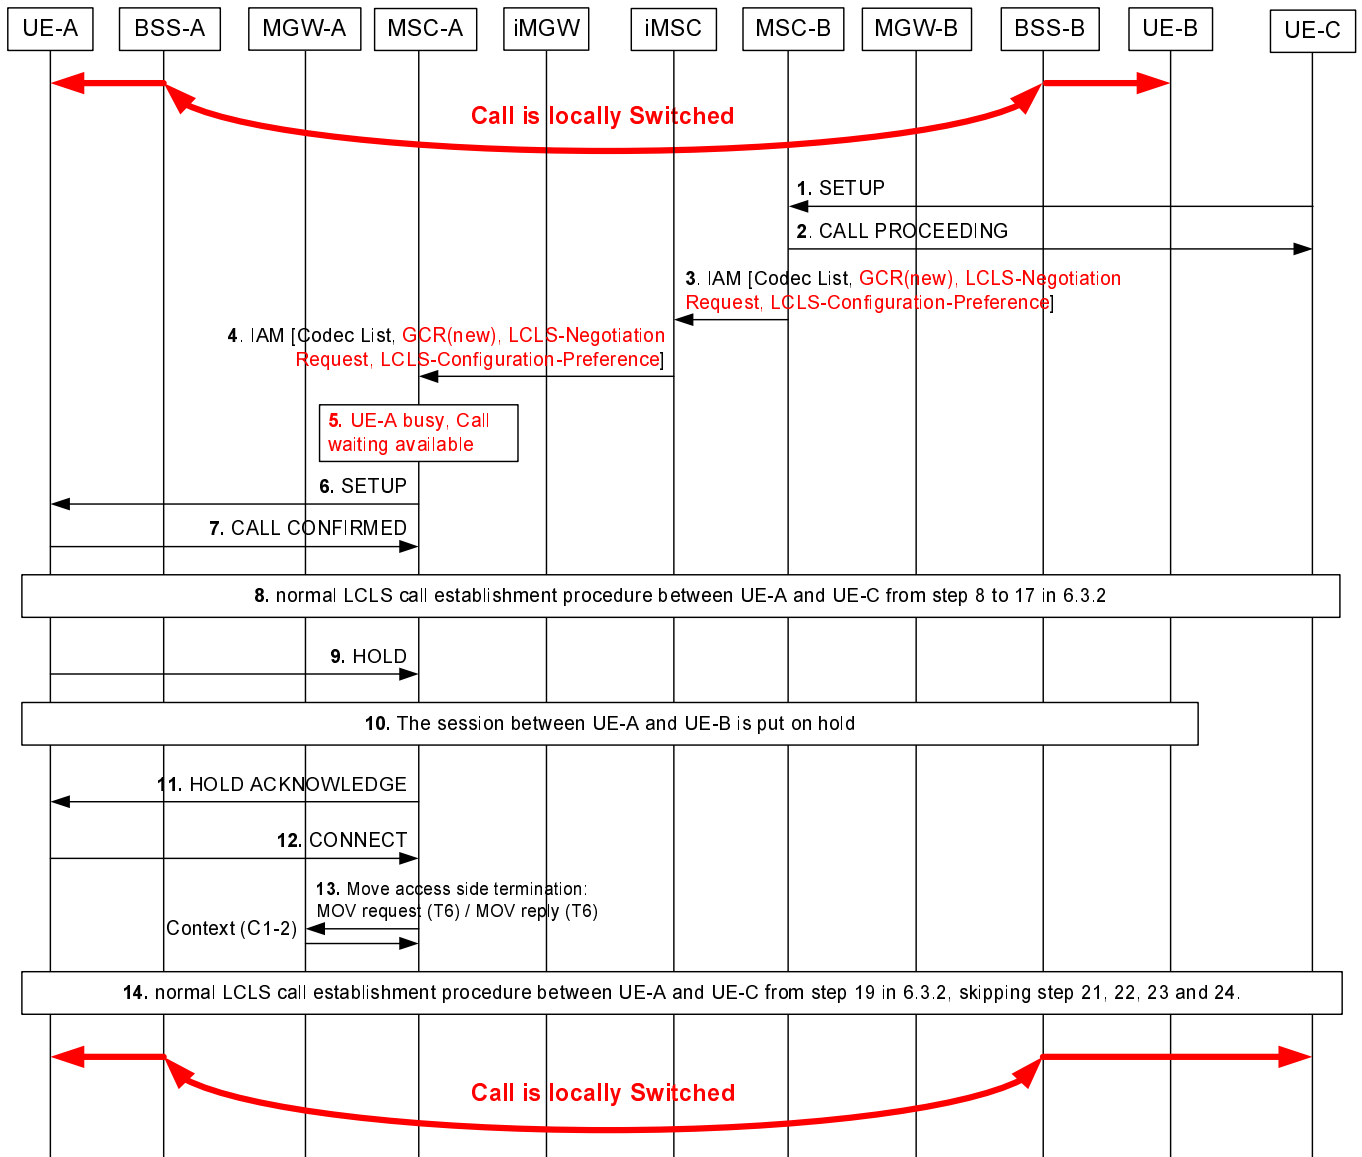 UE-A BSS-A MGW-A MSC-A iMGW iMSC MSC-B MGW-B BSS-B UE-B UE-C
Call is locally Switched
1. SETUP
2. CALL PROCEEDING
3. IAM [Codec List, GCR(new), LCLS-Negotiation
Request, LCLS-Configuration-Preference]
4. IAM [Codec List, GCR(new), LCLS-Negotiation
Request, LCLS-Configuration-Preference]
5. UE-A busy, Call
waiting available
6. SETUP
7. CALL CONFIRMED
8. normal LCLS call establishment procedure between UE-A and UE-C from step 8 to 17 in 6.3.2
9. HOLD
10. The session between UE-A and UE-B is put on hold
11. HOLD ACKNOWLEDGE
12. CONNECT
13. Move access side termination:
MOV request (T6) / MOV reply (T6)
Context (C1-2)
14. normal LCLS call establishment procedure between UE-A and UE-C from step 19 in 6.3.2, skipping step 21, 22, 23 and 24.
Call is locally Switched